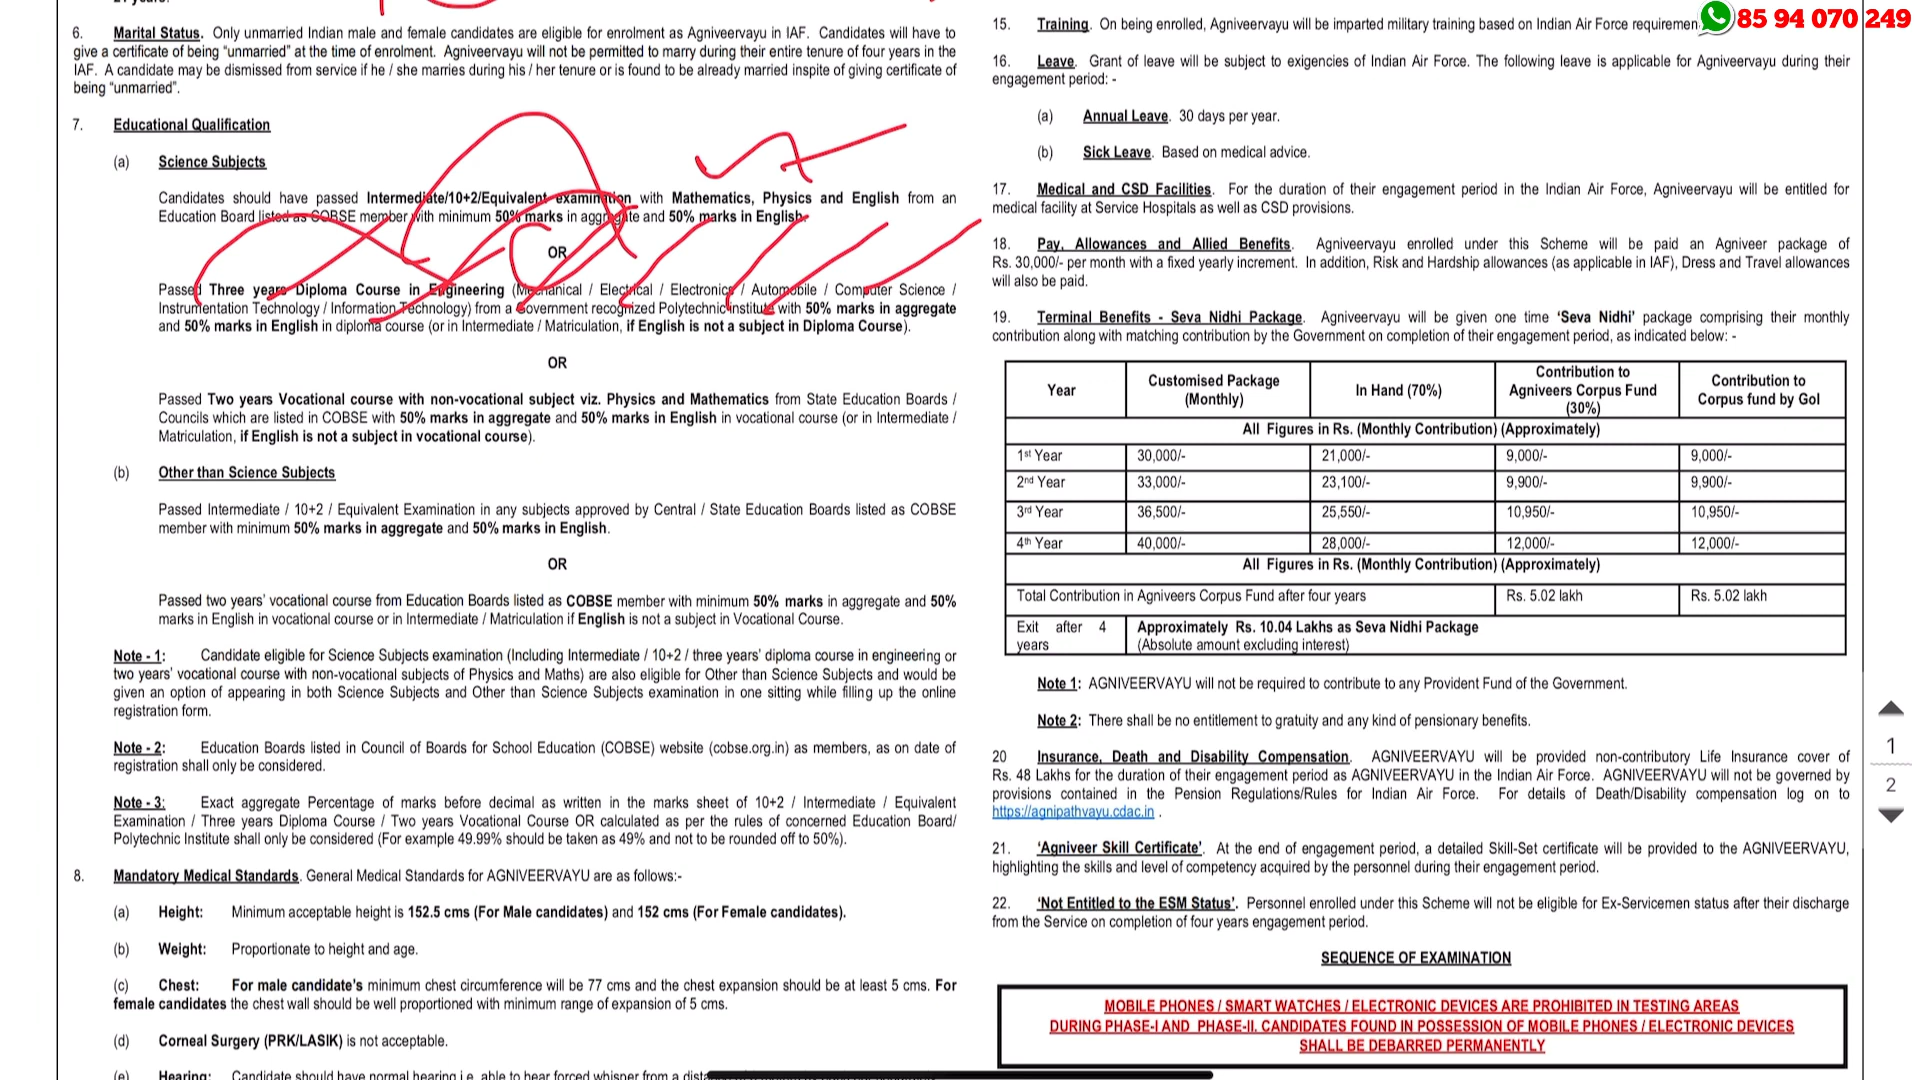 6. Marital Status. Only unmarried Indian male and female candidates are eligible for enrolment as Agniveervayu in IAF. Candidates will have to
give a certificate of being "unmarried" at the time of enrolment. Agniveervayu will not be permitted to marry during their entire tenure of four years in the
IAF. A candidate may be dismissed from service if he / she marries during his / her tenure or is found to be already married inspite of giving certificate of
being "unmarried".
7. Educational Qualification
(a) Science Subjects
Candidates should have passed Intermediate/10+2/Equivalent examination with Mathematics, Physics and English from an
Education Board listed as COBSE member with minimum 50% marks in aggregate and 50% marks in English.
OR
Passed Three years Diploma Course in Engineering (Mechanical / Electrical / Electronics / Automobile / Computer Science /
Instrumentation Technology / Information Technology) from a Government recognized Polytechnic institute with 50% marks in aggregate
and 50% marks in English in diploma course (or in Intermediate / Matriculation, if English is not a subject in Diploma Course).
OR
Passed Two years Vocational course with non-vocational subject viz. Physics and Mathematics from State Education Boards /
Councils which are listed in COBSE with 50% marks in aggregate and 50% marks in English in vocational course (or in Intermediate /
Matriculation, if English is not a subject in vocational course).
(b) Other than Science Subjects
Passed Intermediate / 10+2 / Equivalent Examination in any subjects approved by Central / State Education Boards listed as COBSE
member with minimum 50% marks in aggregate and 50% marks in English.
OR
Passed two years' vocational course from Education Boards listed as COBSE member with minimum 50% marks in aggregate and 50%
marks in English in vocational course or in Intermediate / Matriculation if English is not a subject in Vocational Course.
Note - 1: Candidate eligible for Science Subjects examination (Including Intermediate / 10+2 / three years' diploma course in engineering or
two years' vocational course with non-vocational subjects of Physics and Maths) are also eligible for Other than Science Subjects and would be
given an option of appearing in both Science Subjects and Other than Science Subjects examination in one sitting while filling up the online
registration form.
Note - 2: Education Boards listed in Council of Boards for School Education (COBSE) website (cobse.org.in) as members, as on date of
registration shall only be considered.
Note - 3: Exact aggregate Percentage of marks before decimal as written in the marks sheet of 10+2 / Intermediate / Equivalent
Examination / Three years Diploma Course / Two years Vocational Course OR calculated as per the rules of concerned Education Board/
Polytechnic Institute shall only be considered (For example 49.99% should be taken as 49% and not to be rounded off to 50%).
8. Mandatory Medical Standards. General Medical Standards for AGNIVEERVAYU are as follows:-
(a) Height: Minimum acceptable height is 152.5 cms (For Male candidates) and 152 cms (For Female candidates).
(b) Weight: Proportionate to height and age.
(c) Chest: For male candidate's minimum chest circumference will be 77 cms and the chest expansion should be at least 5 cms. For
female candidates the chest wall should be well proportioned with minimum range of expansion of 5 cms.
(d) Corneal Surgery (PRK/LASIK) is not acceptable.
(e) Hearing: Candidate should have normal hearing i.e. able to hear forced whisper from a
15. Training. On being enrolled, Agniveervayu will be imparted military training based on Indian Air Force requiremen
85 94 070 249
16. Leave. Grant of leave will be subject to exigencies of Indian Air Force. The following leave is applicable for Agniveervayu during their
engagement period: -
(a) Annual Leave. 30 days per year.
(b) Sick Leave. Based on medical advice.
17. Medical and CSD Facilities. For the duration of their engagement period in the Indian Air Force, Agniveervayu will be entitled for
medical facility at Service Hospitals as well as CSD provisions.
18. Pay, Allowances and Allied Benefits. Agniveervayu enrolled under this Scheme will be paid an Agniveer package of
Rs. 30,000/- per month with a fixed yearly increment. In addition, Risk and Hardship allowances (as applicable in IAF), Dress and Travel allowances
will also be paid.
19. Terminal Benefits - Seva Nidhi Package. Agniveervayu will be given one time 'Seva Nidhi' package comprising their monthly
contribution along with matching contribution by the Government on completion of their engagement period, as indicated below: -
Year Customised Package (Monthly) In Hand (70%) Contribution to Agniveers Corpus Fund (30%) Contribution to Corpus fund by GoI
All Figures in Rs. (Monthly Contribution) (Approximately)
1st Year 30,000/- 21,000/- 9,000/- 9,000/-
2nd Year 33,000/- 23,100/- 9,900/- 9,900/-
3rd Year 36,500/- 25,550/- 10,950/- 10,950/-
4th Year 40,000/- 28,000/- 12,000/- 12,000/-
All Figures in Rs. (Monthly Contribution) (Approximately)
Total Contribution in Agniveers Corpus Fund after four years Rs. 5.02 lakh Rs. 5.02 lakh
Exit after 4 years Approximately Rs. 10.04 Lakhs as Seva Nidhi Package
(Absolute amount excluding interest)
Note 1: AGNIVEERVAYU will not be required to contribute to any Provident Fund of the Government.
Note 2: There shall be no entitlement to gratuity and any kind of pensionary benefits.
20 Insurance, Death and Disability Compensation. AGNIVEERVAYU will be provided non-contributory Life Insurance cover of
Rs. 48 Lakhs for the duration of their engagement period as AGNIVEERVAYU in the Indian Air Force. AGNIVEERVAYU will not be governed by
provisions contained in the Pension Regulations/Rules for Indian Air Force. For details of Death/Disability compensation log on to
https://agnipathvayu.cdac.in .
21. 'Agniveer Skill Certificate'. At the end of engagement period, a detailed Skill-Set certificate will be provided to the AGNIVEERVAYU,
highlighting the skills and level of competency acquired by the personnel during their engagement period.
22. 'Not Entitled to the ESM Status'. Personnel enrolled under this Scheme will not be eligible for Ex-Servicemen status after their discharge
from the Service on completion of four years engagement period.
SEQUENCE OF EXAMINATION
MOBILE PHONES / SMART WATCHES / ELECTRONIC DEVICES ARE PROHIBITED IN TESTING AREAS
DURING PHASE-I AND PHASE-II. CANDIDATES FOUND IN POSSESSION OF MOBILE PHONES / ELECTRONIC DEVICES
SHALL BE DEBARRED PERMANENTLY
1
2